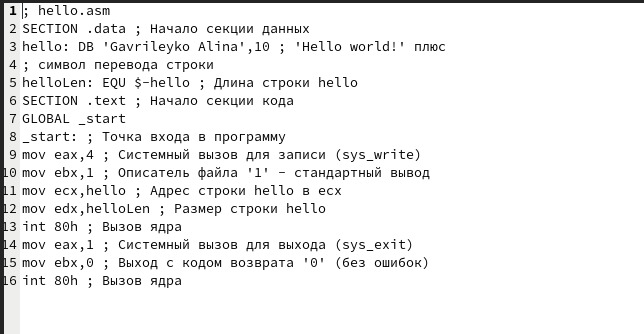 1 ; hello.asm
2 SECTION .data ; Начало секции данных
3 hello: DB 'Gavrileyko Alina',10 ; 'Hello world!' плюс
4 ; символ перевода строки
5 helloLen: EQU $-hello ; Длина строки hello
6 SECTION .text ; Начало секции кода
7 GLOBAL _start
8 _start: ; Точка входа в программу
9 mov eax,4 ; Системный вызов для записи (sys_write)
10 mov ebx,1 ; Описатель файла '1' - стандартный вывод
11 mov ecx,hello ; Адрес строки hello в ecx
12 mov edx,helloLen ; Размер строки hello
13 int 80h ; Вызов ядра
14 mov eax,1 ; Системный вызов для выхода (sys_exit)
15 mov ebx,0 ; Выход с кодом возврата '0' (без ошибок)
16 int 80h ; Вызов ядра